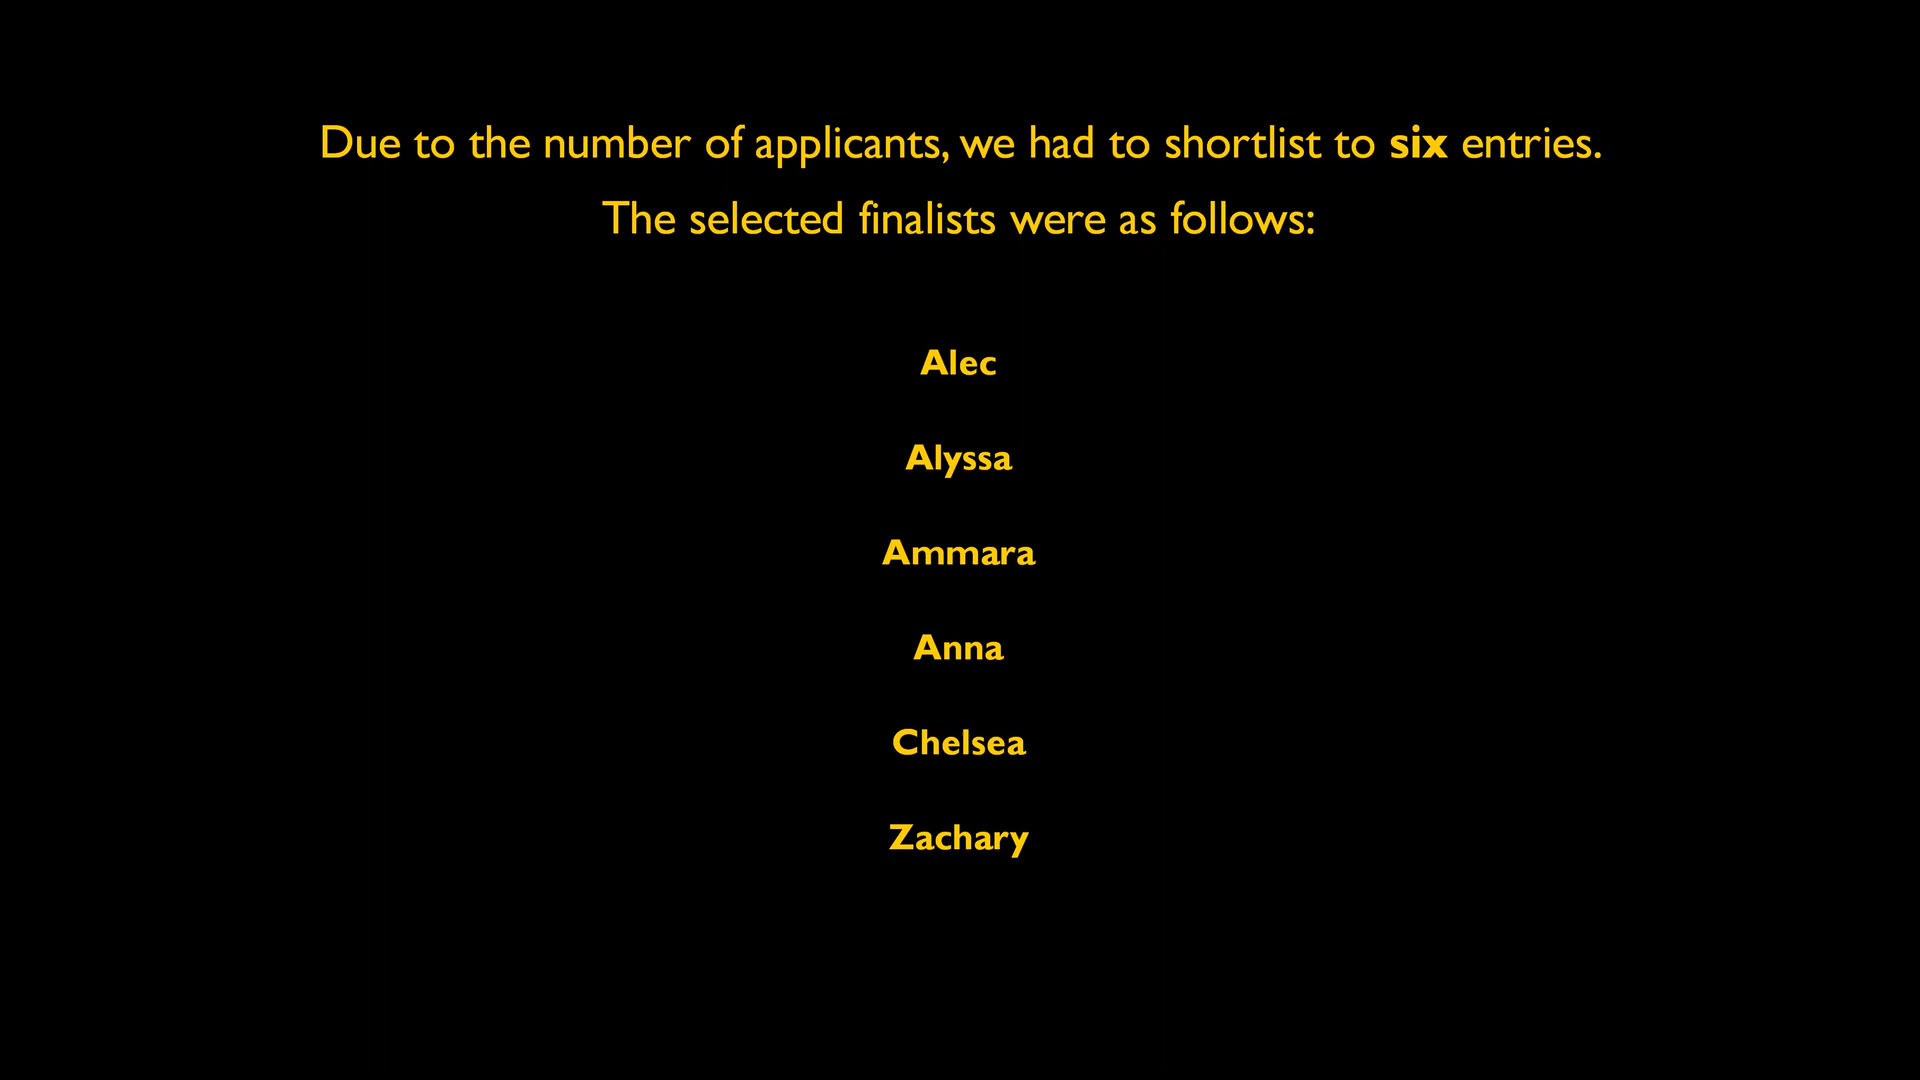 Due to the number of applicants, we had to shortlist to six entries.
The selected finalists were as follows:
Alec
Alyssa
Ammara
Anna
Chelsea
Zachary